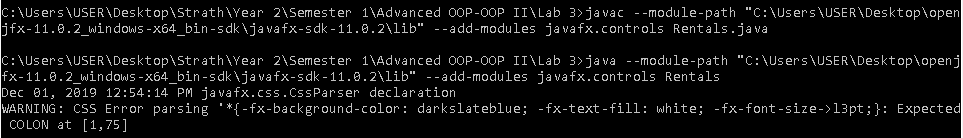 C:\Users\USER\Desktop\Strath\Year 2\Semester 1\Advanced OOP-OOP II\Lab 3>javac --module-path "C:\Users\USER\Desktop\open
jfx-11.0.2_windows-x64_bin-sdk\javafx-sdk-11.0.2\lib" --add-modules javafx.controls Rentals.java
C:\Users\USER\Desktop\Strath\Year 2\Semester 1\Advanced OOP-OOP II\Lab 3>java --module-path "C:\Users\USER\Desktop\openj
fx-11.0.2_windows-x64_bin-sdk\javafx-sdk-11.0.2\lib" --add-modules javafx.controls Rentals
Dec 01, 2019 12:54:14 PM javafx.css.CssParser declaration
WARNING: CSS Error parsing '*{-fx-background-color: darkslateblue; -fx-text-fill: white; -fx-font-size->l3pt;}: Expected
COLON at [1,75]